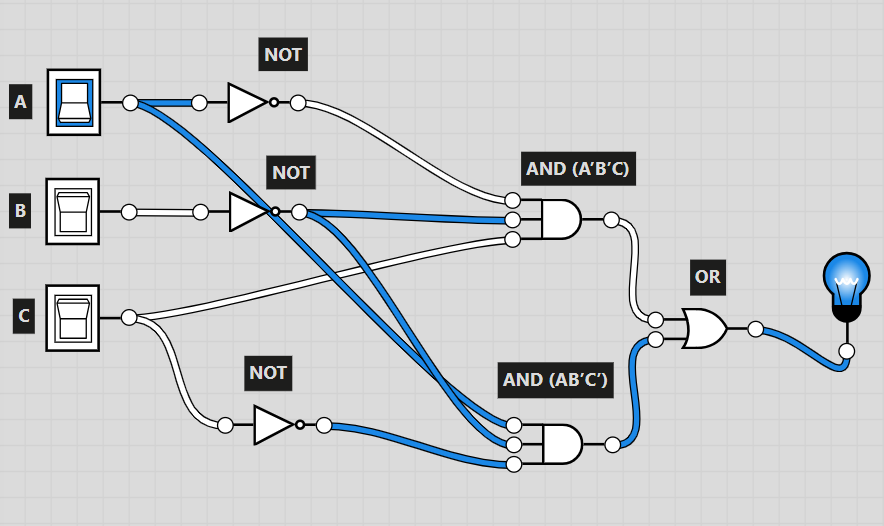 NOT
A
NOT
AND (A’B’C)
B
OR
C
NOT
AND (AB’C’)